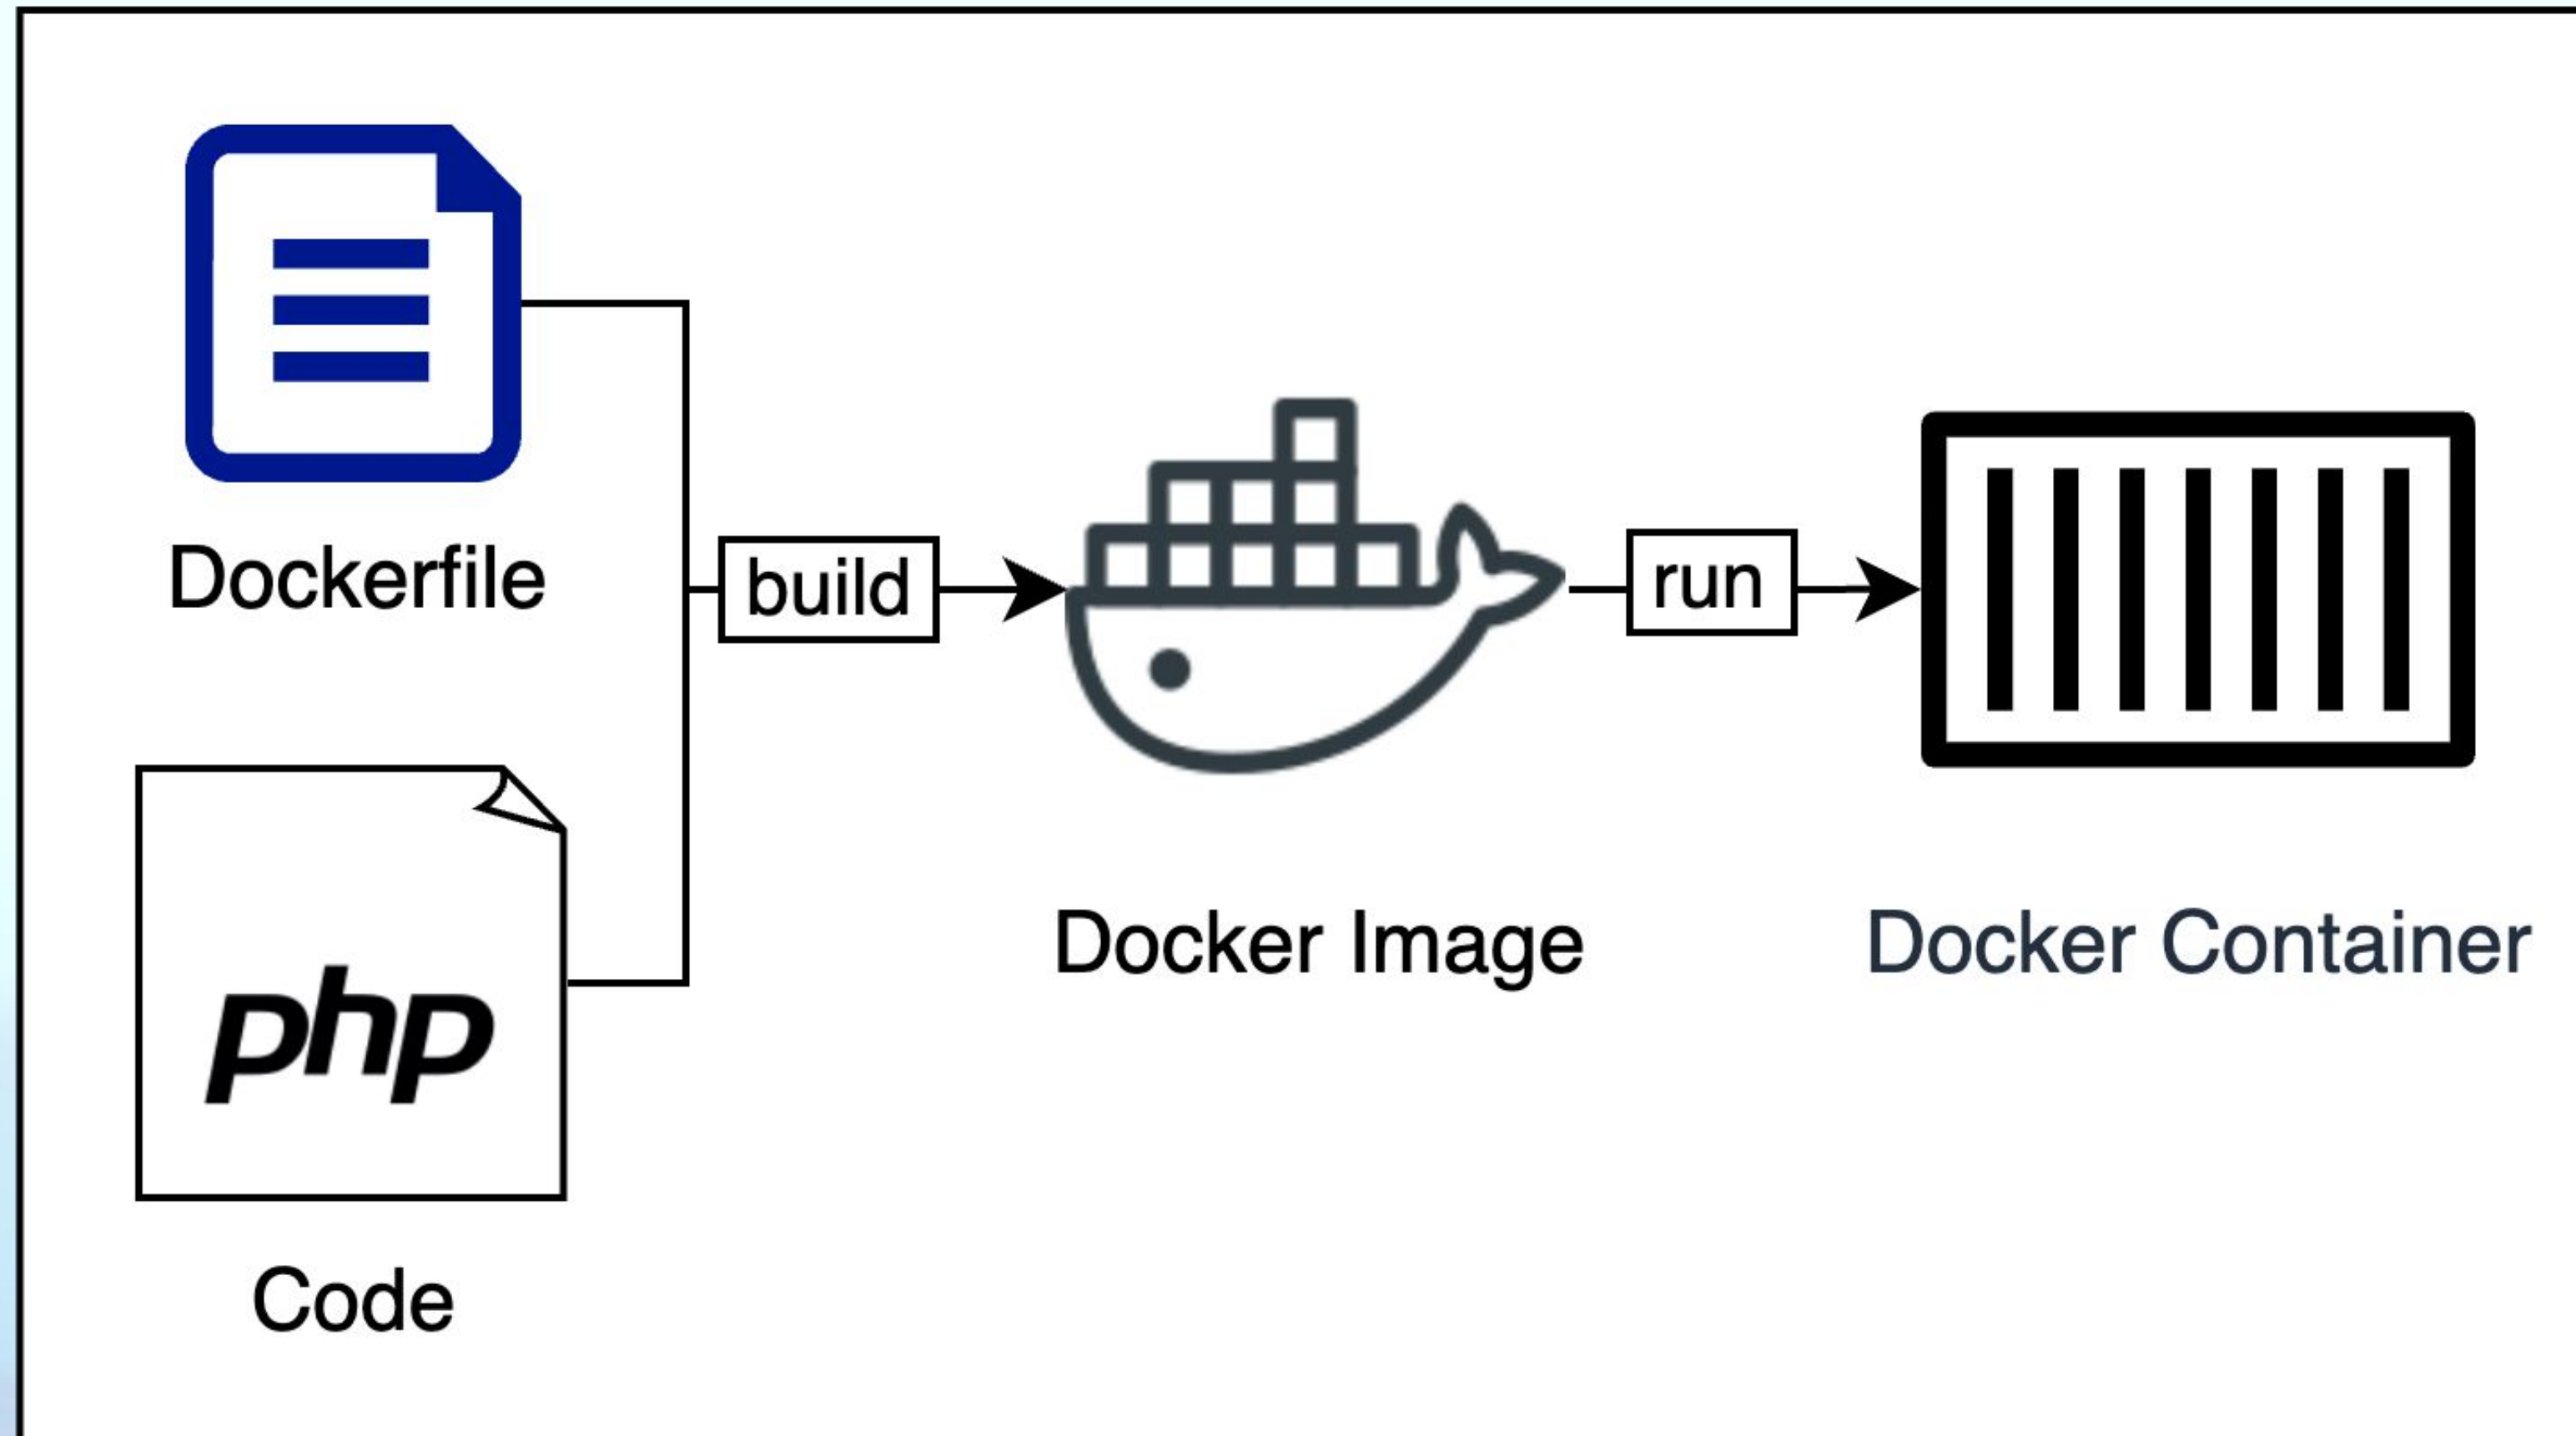 Dockerfile
build
run
php
Docker Image
Docker Container
Code